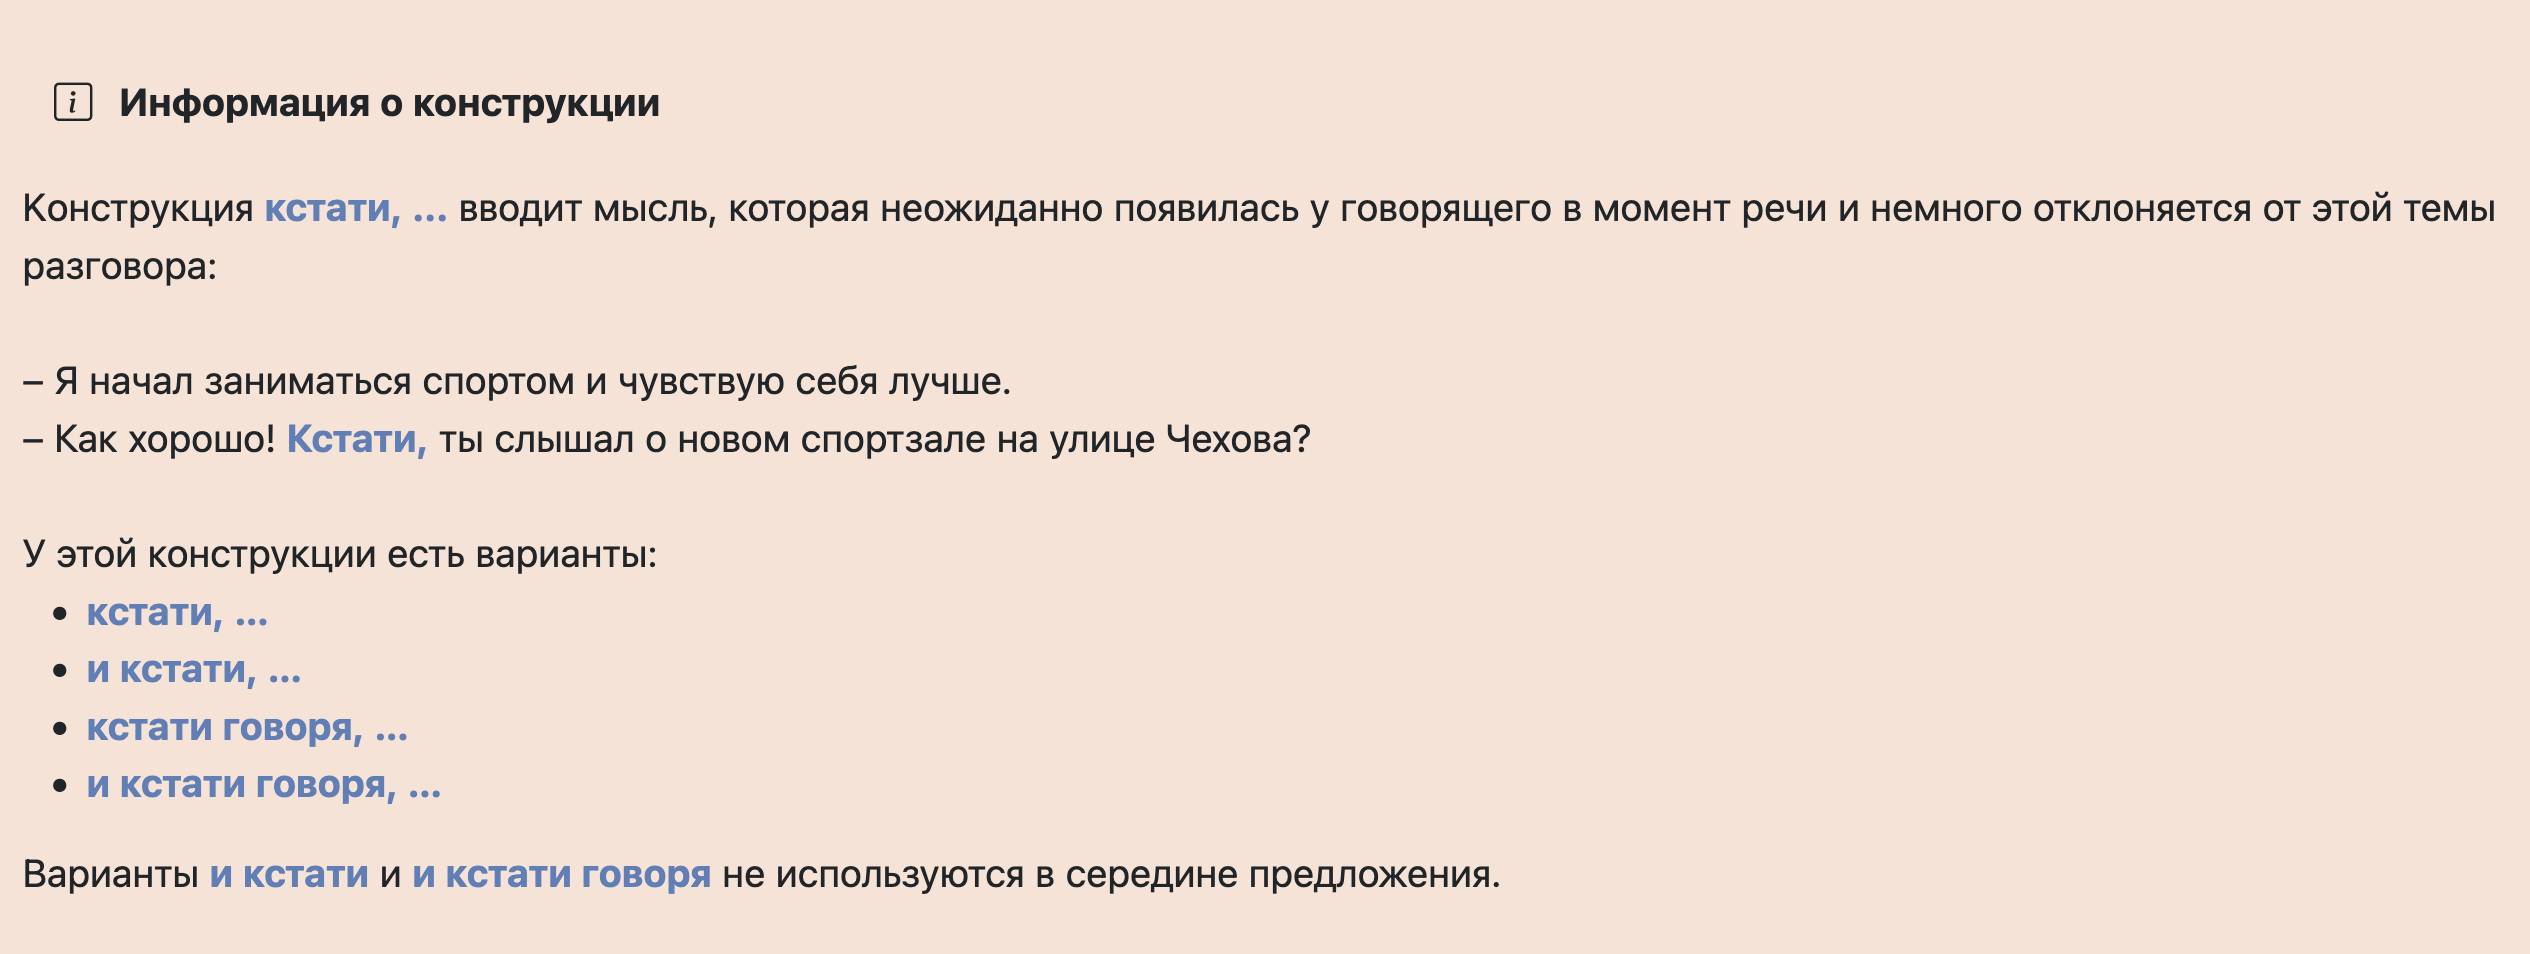 i Информация о конструкции
Конструкция кстати, ... вводит мысль, которая неожиданно появилась у говорящего в момент речи и немного отклоняется от этой темы
разговора:
– Я начал заниматься спортом и чувствую себя лучше.
– Как хорошо! Кстати, ты слышал о новом спортзале на улице Чехова?
У этой конструкции есть варианты:
• кстати, ...
• и кстати, ...
• кстати говоря, ...
• и кстати говоря, ...
Варианты и кстати и и кстати говоря не используются в середине предложения.